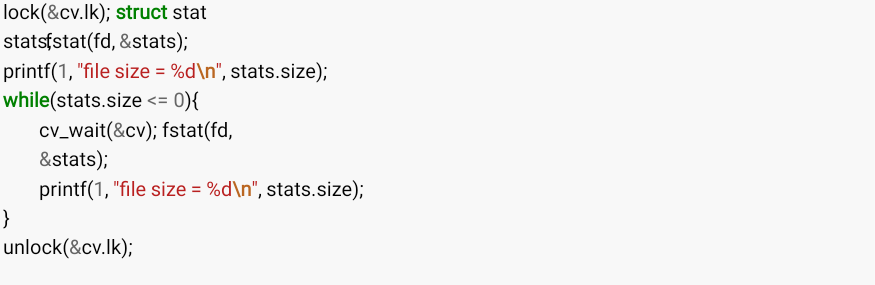 lock(&cv.lk); struct stat
stats;fstat(fd, &stats);
printf(1, "file size = %d\n", stats.size);
while(stats.size <= 0){
cv_wait(&cv); fstat(fd,
&stats);
printf(1, "file size = %d\n", stats.size);
}
unlock(&cv.lk);